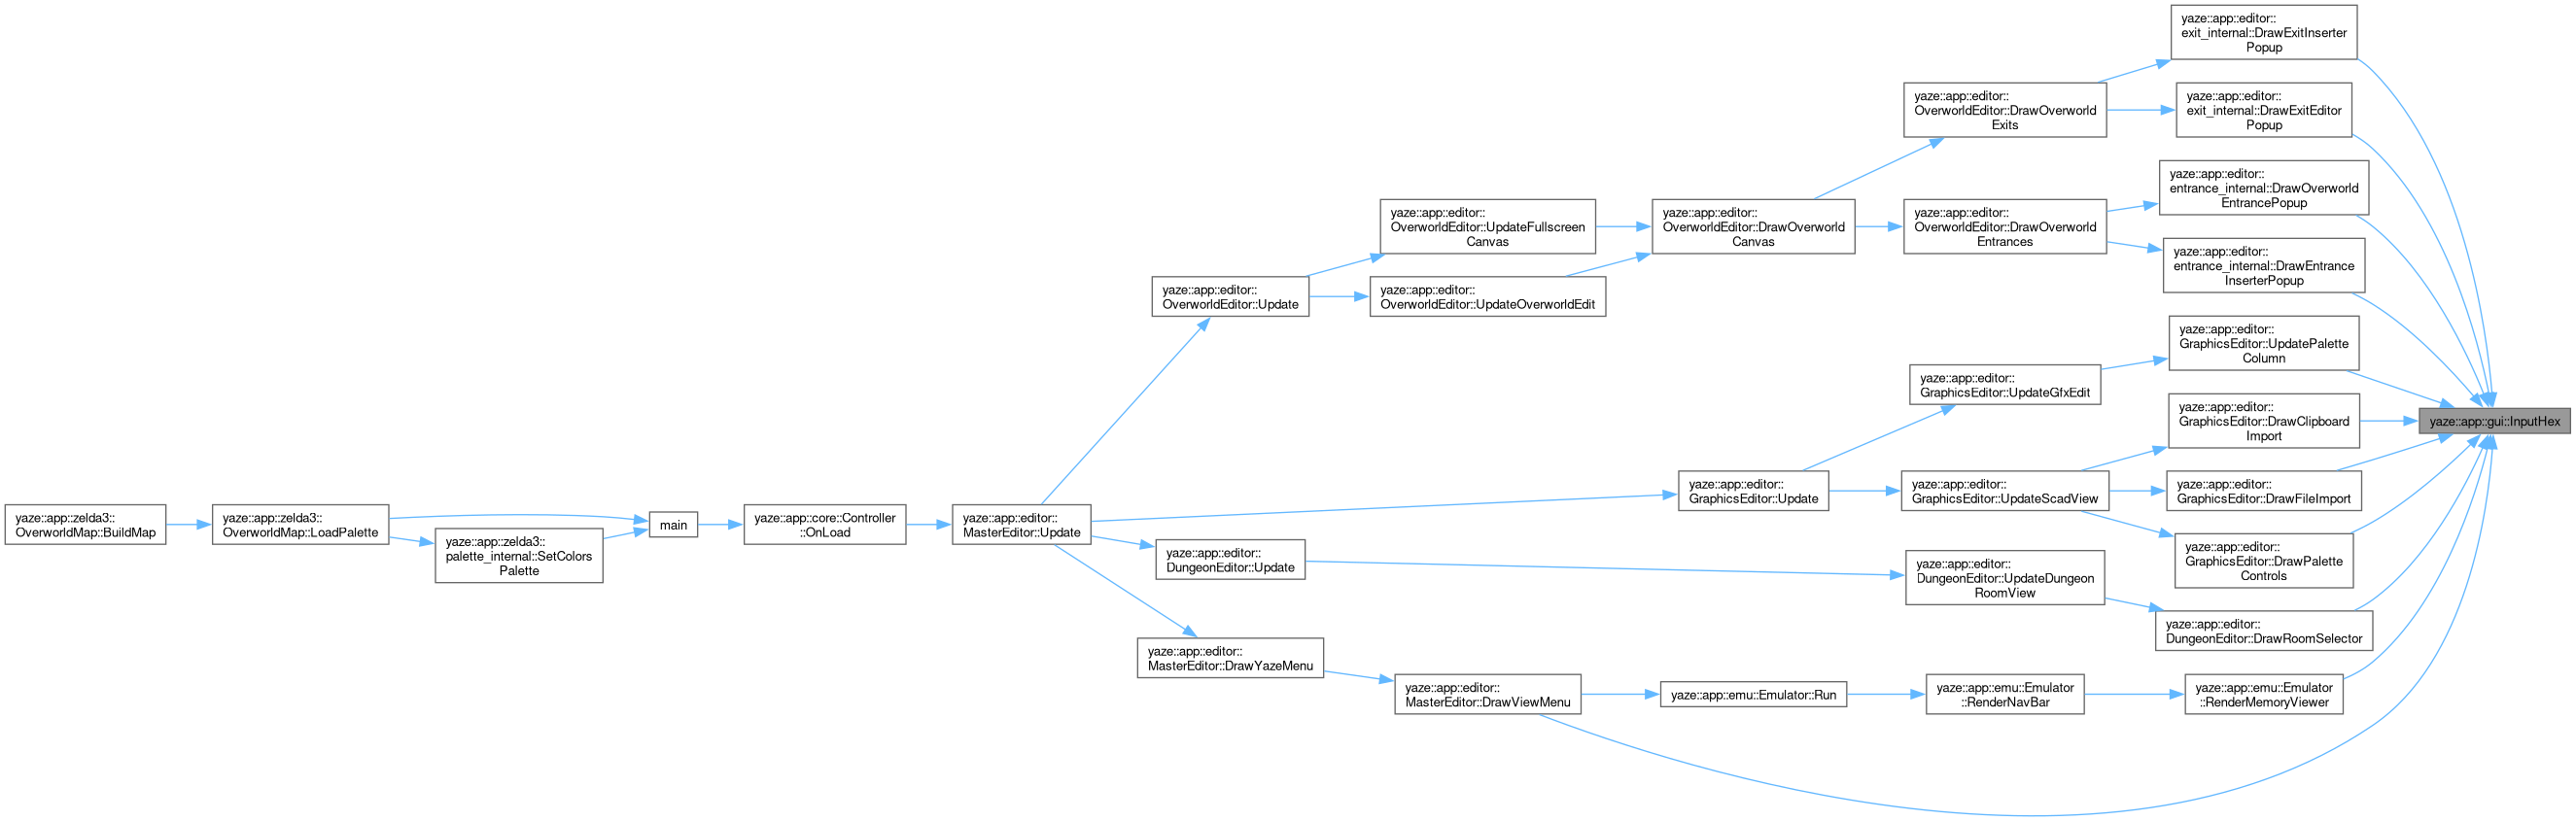 yaze::app::editor::
exit_internal::DrawExitInserter
Popup
yaze::app::editor::
OverworldEditor::DrawOverworld
Exits
yaze::app::editor::
exit_internal::DrawExitEditor
Popup
yaze::app::editor::
entrance_internal::DrawOverworld
EntrancePopup
yaze::app::editor::
OverworldEditor::UpdateFullscreen
Canvas
yaze::app::editor::
OverworldEditor::DrawOverworld
Canvas
yaze::app::editor::
OverworldEditor::DrawOverworld
Entrances
yaze::app::editor::
entrance_internal::DrawEntrance
InserterPopup
yaze::app::editor::
OverworldEditor::Update
yaze::app::editor::
OverworldEditor::UpdateOverworldEdit
yaze::app::editor::
GraphicsEditor::UpdatePalette
Column
yaze::app::editor::
GraphicsEditor::UpdateGfxEdit
yaze::app::editor::
GraphicsEditor::DrawClipboard
Import
yaze::app::gui::InputHex
yaze::app::editor::
GraphicsEditor::Update
yaze::app::editor::
GraphicsEditor::UpdateScadView
yaze::app::editor::
GraphicsEditor::DrawFileImport
yaze::app::zelda3::
OverworldMap::BuildMap
yaze::app::zelda3::
OverworldMap::LoadPalette
main
yaze::app::core::Controller
::OnLoad
yaze::app::editor::
MasterEditor::Update
yaze::app::zelda3::
palette_internal::SetColors
Palette
yaze::app::editor::
DungeonEditor::Update
yaze::app::editor::
GraphicsEditor::DrawPalette
Controls
yaze::app::editor::
DungeonEditor::UpdateDungeon
RoomView
yaze::app::editor::
DungeonEditor::DrawRoomSelector
yaze::app::editor::
MasterEditor::DrawYazeMenu
yaze::app::editor::
MasterEditor::DrawViewMenu
yaze::app::emu::Emulator::Run
yaze::app::emu::Emulator
::RenderNavBar
yaze::app::emu::Emulator
::RenderMemoryViewer